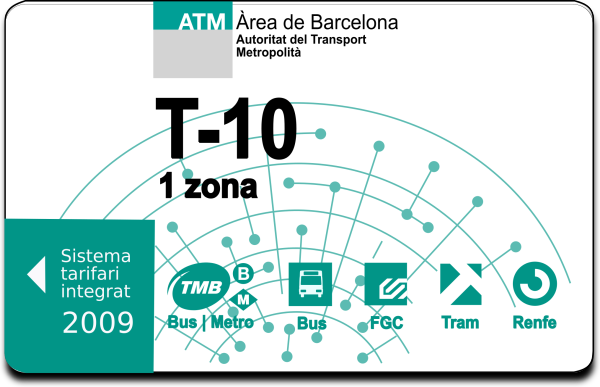 ATM Àrea de Barcelona
Autoritat del Transport
Metropolità
T-10
1 zona
Sistema
tarifari
integrat
2009
TMB
B
M
Bus | Metro
Bus
FGC
Tram
Renfe